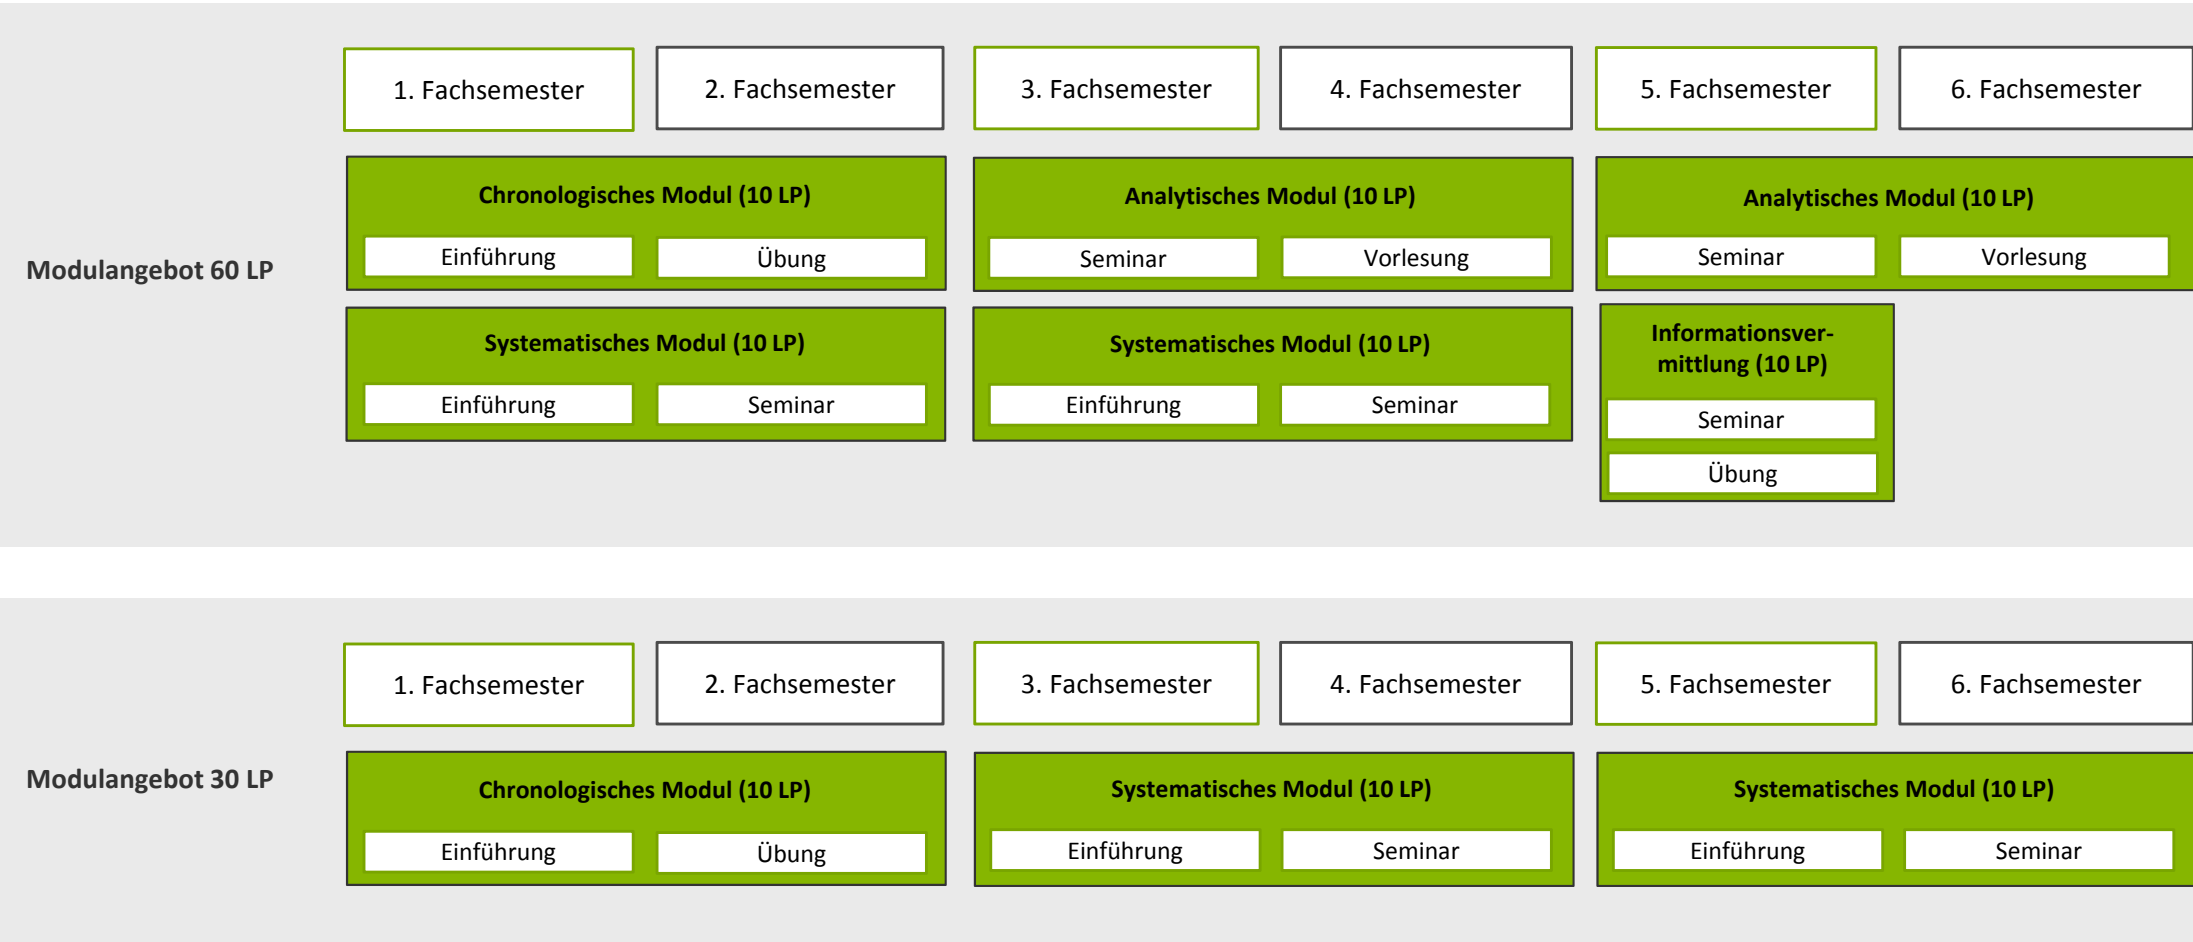 1. Fachsemester
2. Fachsemester
3. Fachsemester
4. Fachsemester
5. Fachsemester
6. Fachsemester
Modulangebot 60 LP
Chronologisches Modul (10 LP)
Einführung
Übung
Analytisches Modul (10 LP)
Seminar
Vorlesung
Analytisches Modul (10 LP)
Seminar
Vorlesung
Systematisches Modul (10 LP)
Einführung
Seminar
Systematisches Modul (10 LP)
Einführung
Seminar
Informationsver-
mittlung (10 LP)
Seminar
Übung
1. Fachsemester
2. Fachsemester
3. Fachsemester
4. Fachsemester
5. Fachsemester
6. Fachsemester
Modulangebot 30 LP
Chronologisches Modul (10 LP)
Einführung
Übung
Systematisches Modul (10 LP)
Einführung
Seminar
Systematisches Modul (10 LP)
Einführung
Seminar